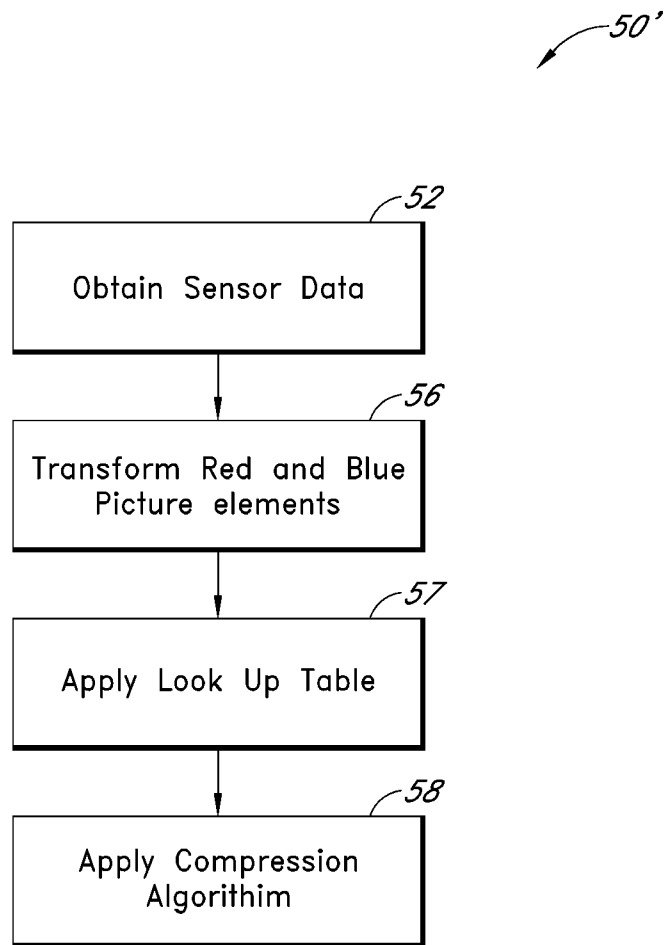 50'
52
Obtain Sensor Data
56
Transform Red and Blue
Picture elements
57
Apply Look Up Table
58
Apply Compression
Algorithim